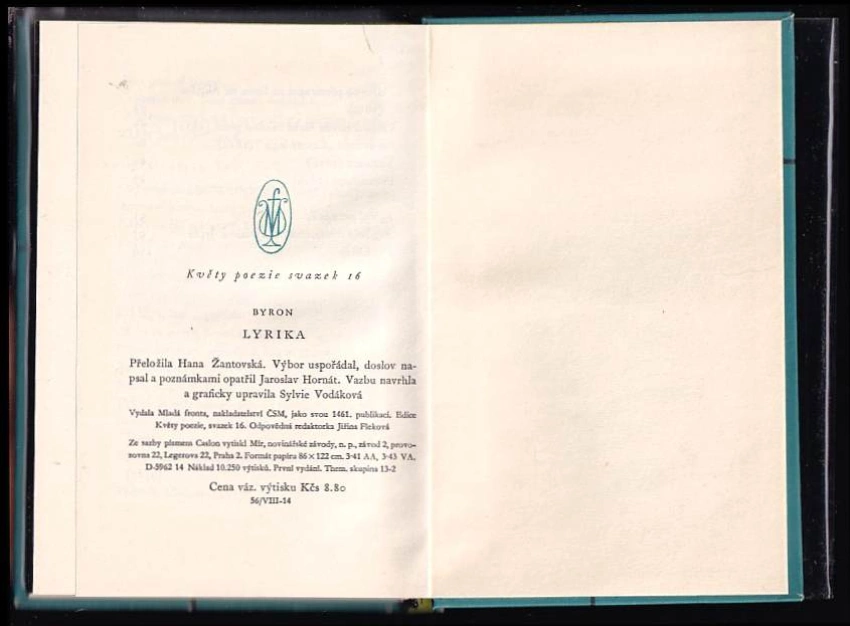 Květy poezie svazek 16
BYRON
LYRIKA
Přeložila Hana Žantovská. Výbor uspořádal, doslov na-
psal a poznámkami opatřil Jaroslav Hornát. Vazbu navrhla
a graficky upravila Sylvie Vodáková
Vydala Mladá fronta, nakladatelství ČSM, jako svou 1461. publikaci. Edice
Květy poezie, svazek 16. Odpovědná redaktorka Jiřina Ficková
Ze sazby písmem Caslon vytiskl Mír, novinářské závody, n. p., závod 2, provo-
zovna 22, Legerova 22, Praha 2. Formát papíru 86 × 122 cm. 3·41 AA, 3·43 VA.
D-5962 14 Náklad 10.250 výtisků. První vydání. Them. skupina 13-2
Cena váz. výtisku Kčs 8.80
56/VIII-14